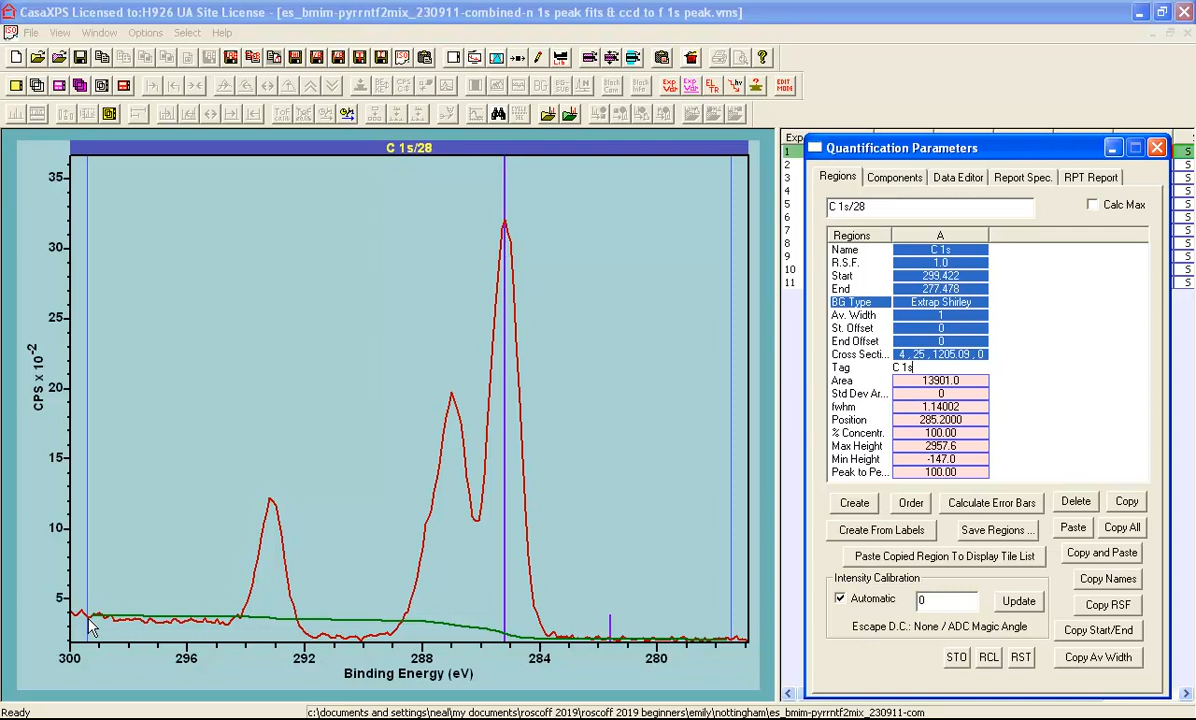 CasaXPS Licensed to:H926 UA Site License - [es_bmim-pyrrntf2mix_230911-combined-n 1s peak fits & ccd to f 1s peak.vms]
File View Window Options Select Help
C 1s/28
35
30
25
20
15
10
5
CPS x 10-2
300 296 292 288 284 280
Binding Energy (eV)
Exp
1
2
3
4
5
6
7
8
9
10
11
Quantification Parameters
Regions Components Data Editor Report Spec. RPT Report
C 1s/28 Calc Max
Regions A
Name C 1s
R.S.F. 1.0
Start 299.422
End 277.478
BG Type Extrap Shirley
Av. Width 1
St. Offset 0
End Offset 0
Cross Secti... 4 , 25 , 1205.09 , 0
Tag C 1s
Area 13901.0
Std Dev Ar... 0
fwhm 1.14002
Position 285.2000
% Concentr. 100.00
Max Height 2957.6
Min Height -147.0
Peak to Pe... 100.00
Create Order Calculate Error Bars Delete Copy
Create From Labels Save Regions ... Paste Copy All
Paste Copied Region To Display Tile List Copy and Paste
Intensity Calibration Copy Names
Automatic 0 Update Copy RSF
Escape D.C.: None / ADC Magic Angle Copy Start/End
STO RCL RST Copy Av Width
Ready c:\documents and settings\neal\my documents\roscoff 2019\roscoff 2019 beginners\emily\nottingham\es_bmim-pyrrntf2mix_230911-com